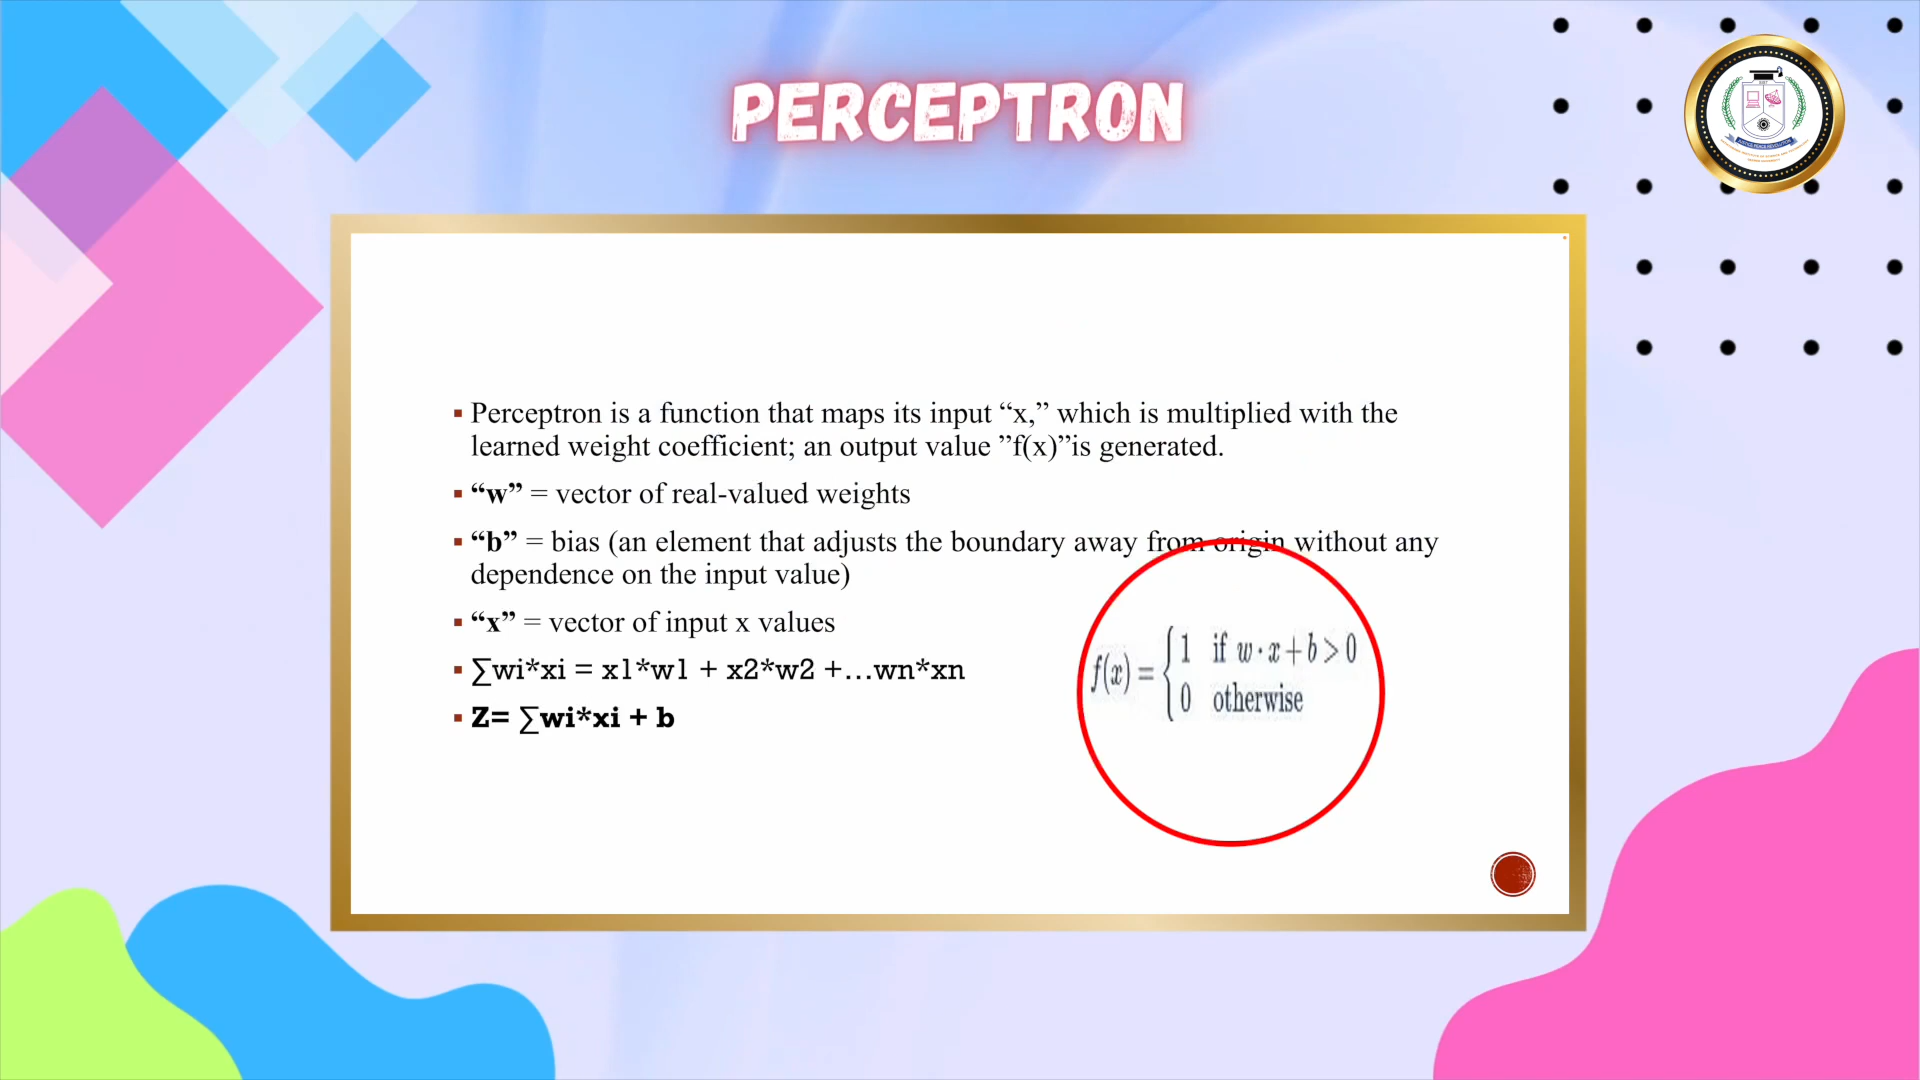 PERCEPTRON
▪ Perceptron is a function that maps its input “x,” which is multiplied with the
learned weight coefficient; an output value ”f(x)”is generated.
▪ “w” = vector of real-valued weights
▪ “b” = bias (an element that adjusts the boundary away from origin without any
dependence on the input value)
▪ “x” = vector of input x values
▪ ∑wi*xi = x1*w1 + x2*w2 +…wn*xn
▪ Z= ∑wi*xi + b
f(x) = { 1 if w · x + b > 0
0 otherwise